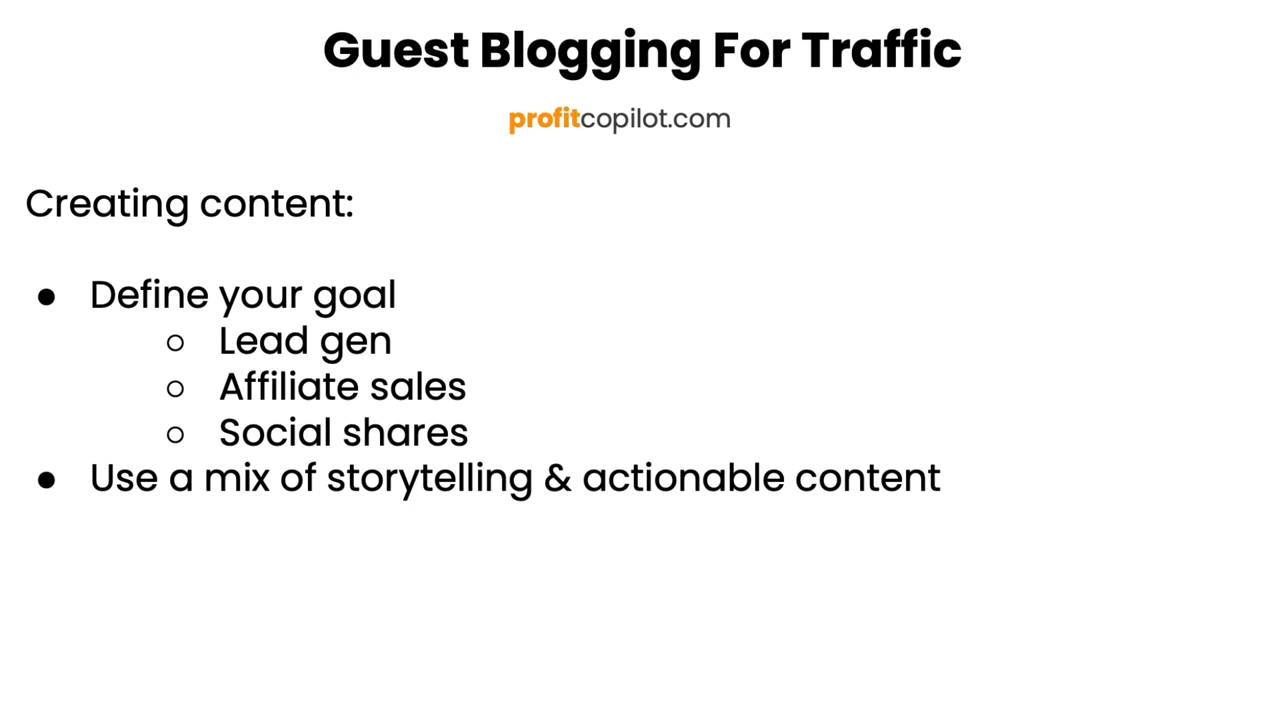 Guest Blogging For Traffic
profitcopilot.com
Creating content:
● Define your goal
○ Lead gen
○ Affiliate sales
○ Social shares
● Use a mix of storytelling & actionable content